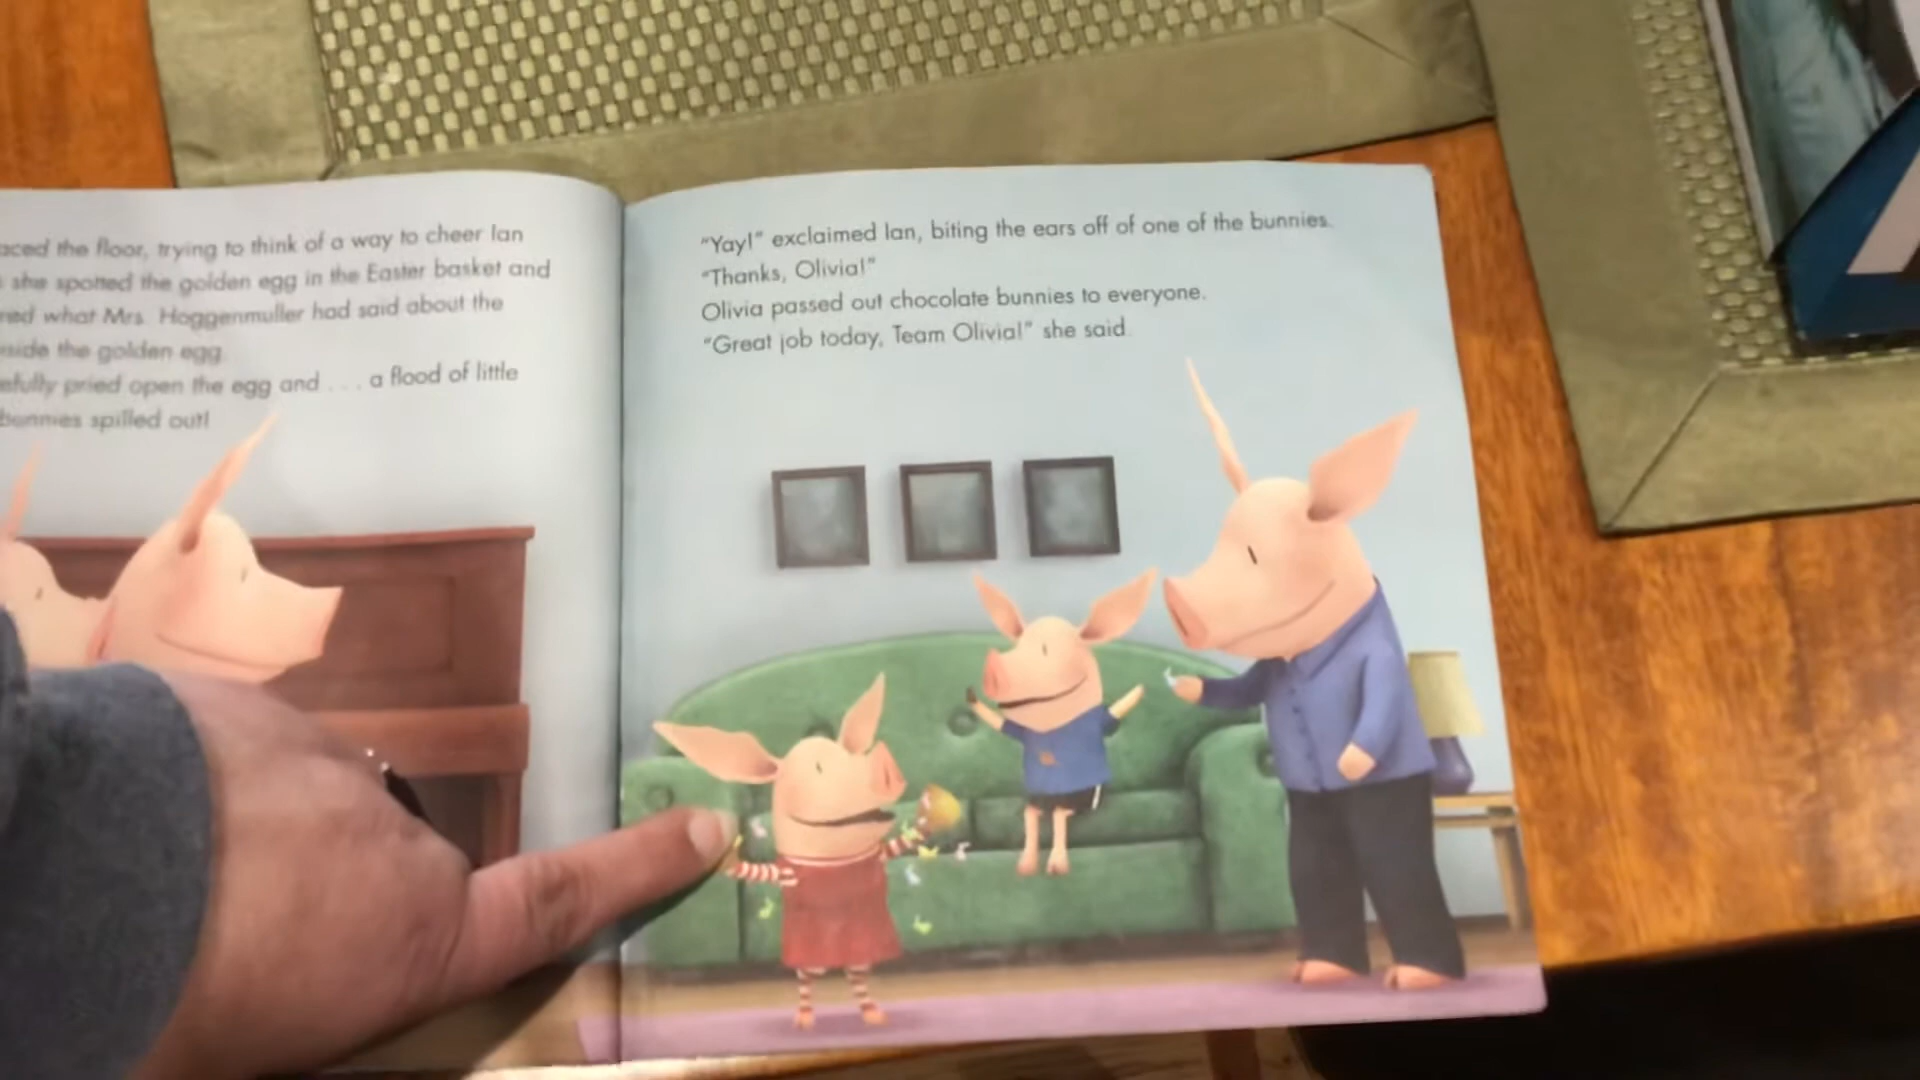 the floor, trying to think of a way to cheer Ian
she spotted the golden egg in the Easter basket and
what Mrs. Hoggenmuller had said about the
the golden egg.
pried open the egg and . . . a flood of little
bunnies spilled out!
"Yay!" exclaimed Ian, biting the ears off of one of the bunnies.
"Thanks, Olivia!"
Olivia passed out chocolate bunnies to everyone.
"Great job today, Team Olivia!" she said.